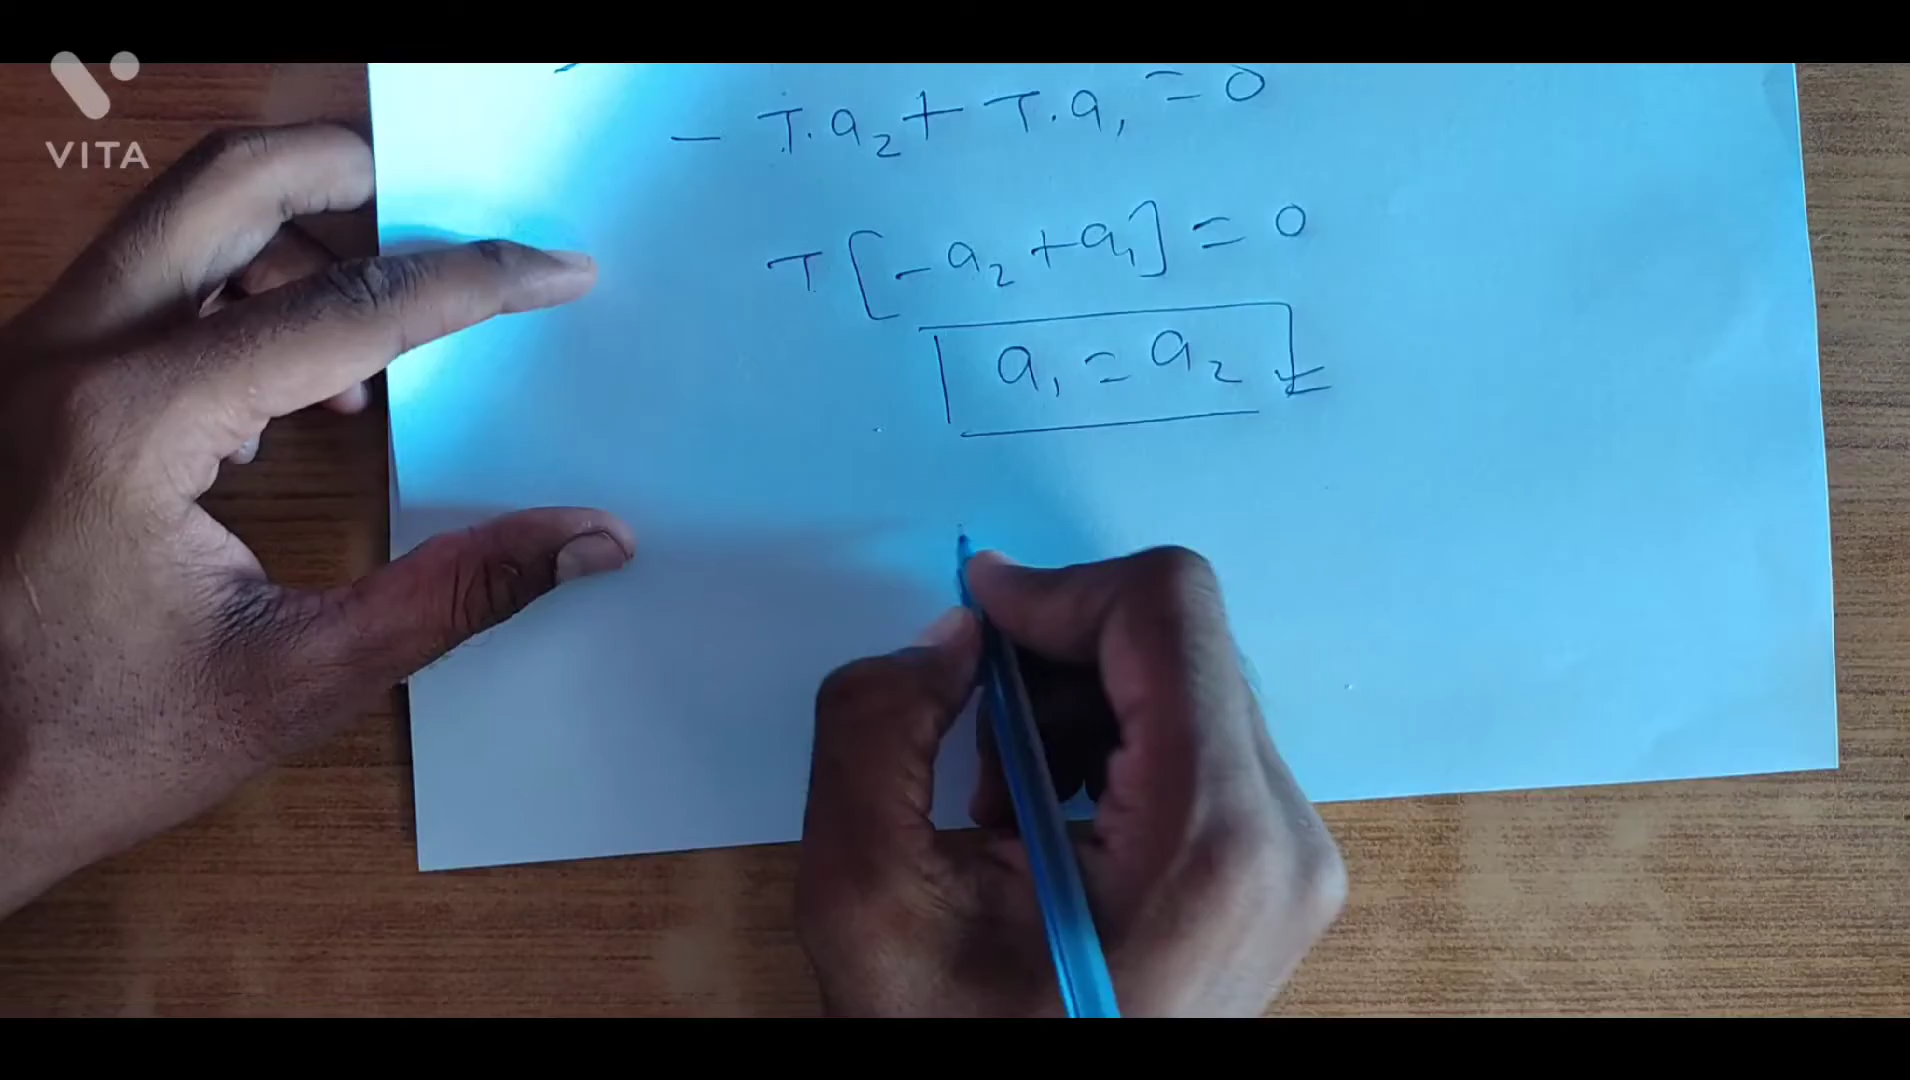 VITA
- T.a₂ + T.a₁ = 0
T[-a₂ + a₁] = 0
a₁ = a₂